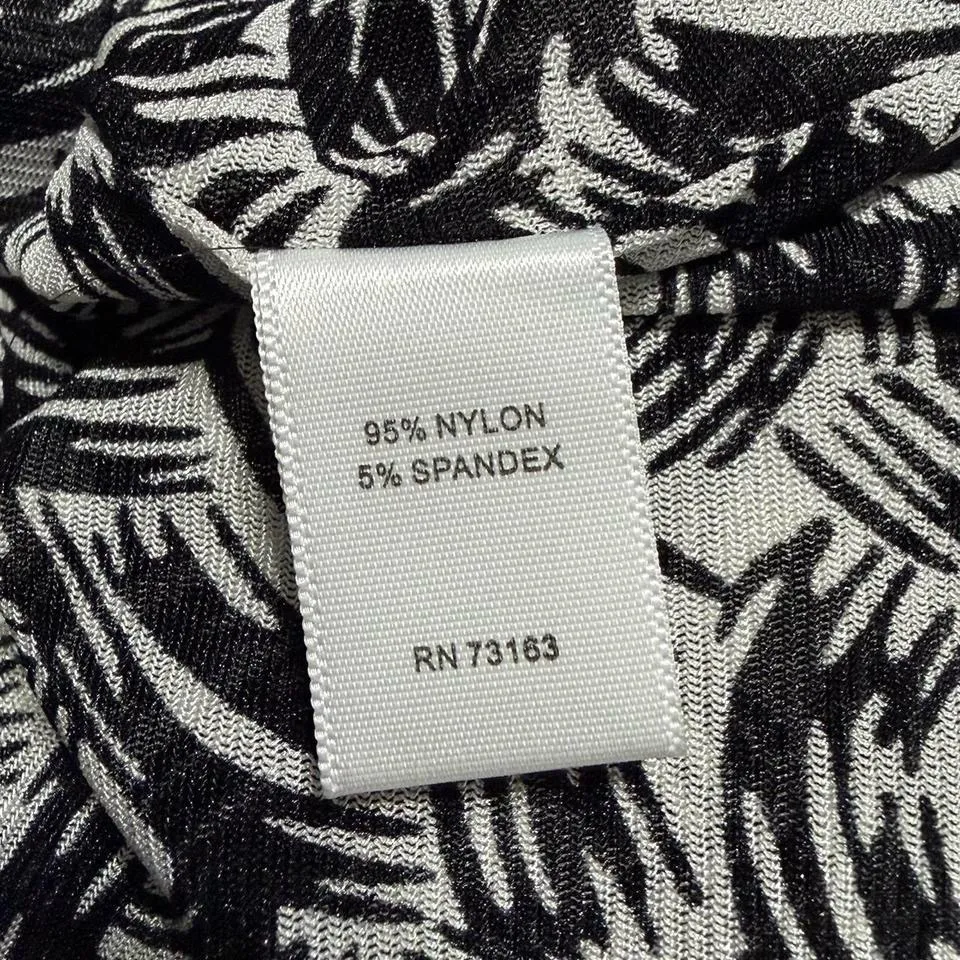 95% NYLON
5% SPANDEX
RN 73163